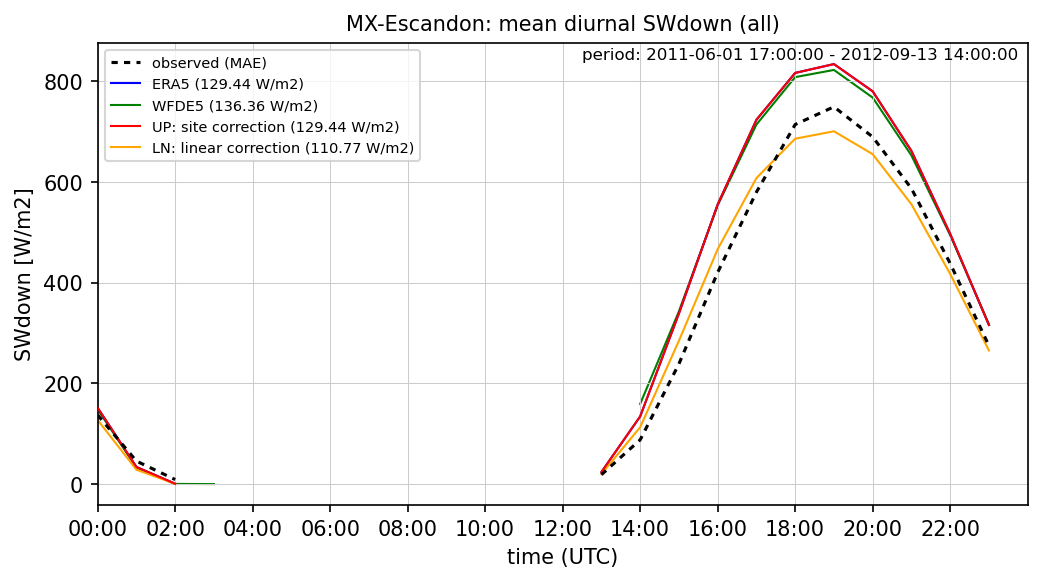 MX-Escandon: mean diurnal SWdown (all)
period: 2011-06-01 17:00:00 - 2012-09-13 14:00:00
observed (MAE)
ERA5 (129.44 W/m2)
WFDE5 (136.36 W/m2)
UP: site correction (129.44 W/m2)
LN: linear correction (110.77 W/m2)
SWdown [W/m2]
800
600
400
200
0
00:00 02:00 04:00 06:00 08:00 10:00 12:00 14:00 16:00 18:00 20:00 22:00
time (UTC)